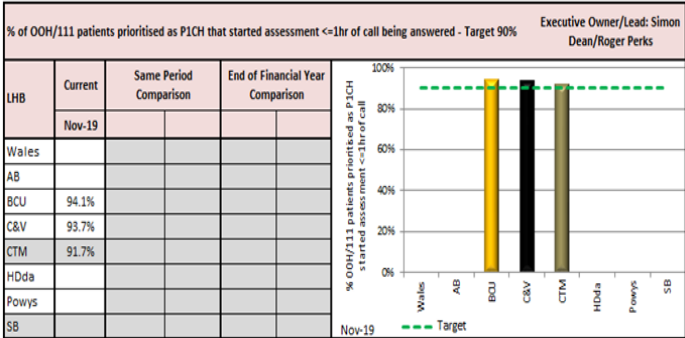 % of OOH/111 patients prioritised as P1CH that started assessment <=1hr of call being answered - Target 90%
Executive Owner/Lead: Simon
Dean/Roger Perks
LHB
Current
Same Period
Comparison
End of Financial Year
Comparison
Nov-19
Wales
AB
BCU 94.1%
C&V 93.7%
CTM 91.7%
HDda
Powys
SB
% OOH/111 patients prioritised as P1CH
started assessment <=1hr of call
100%
80%
60%
40%
20%
0%
Wales
AB
BCU
C&V
CTM
HDda
Powys
SB
Nov-19
Target